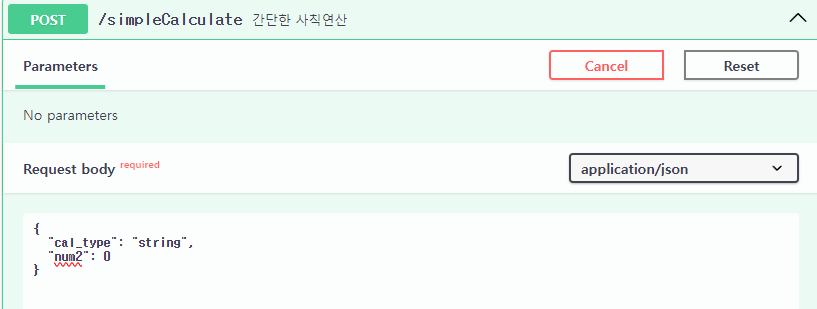 POST /simpleCalculate 간단한 사칙연산
Parameters Cancel Reset
No parameters
Request body required application/json
{
"cal_type": "string",
"num2": 0
}